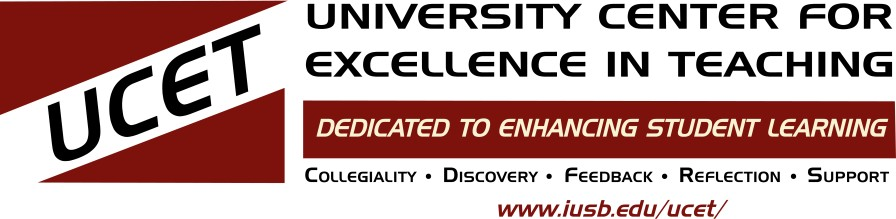 UCET
UNIVERSITY CENTER FOR
EXCELLENCE IN TEACHING
DEDICATED TO ENHANCING STUDENT LEARNING
COLLEGIALITY • DISCOVERY • FEEDBACK • REFLECTION • SUPPORT
www.iusb.edu/ucet/